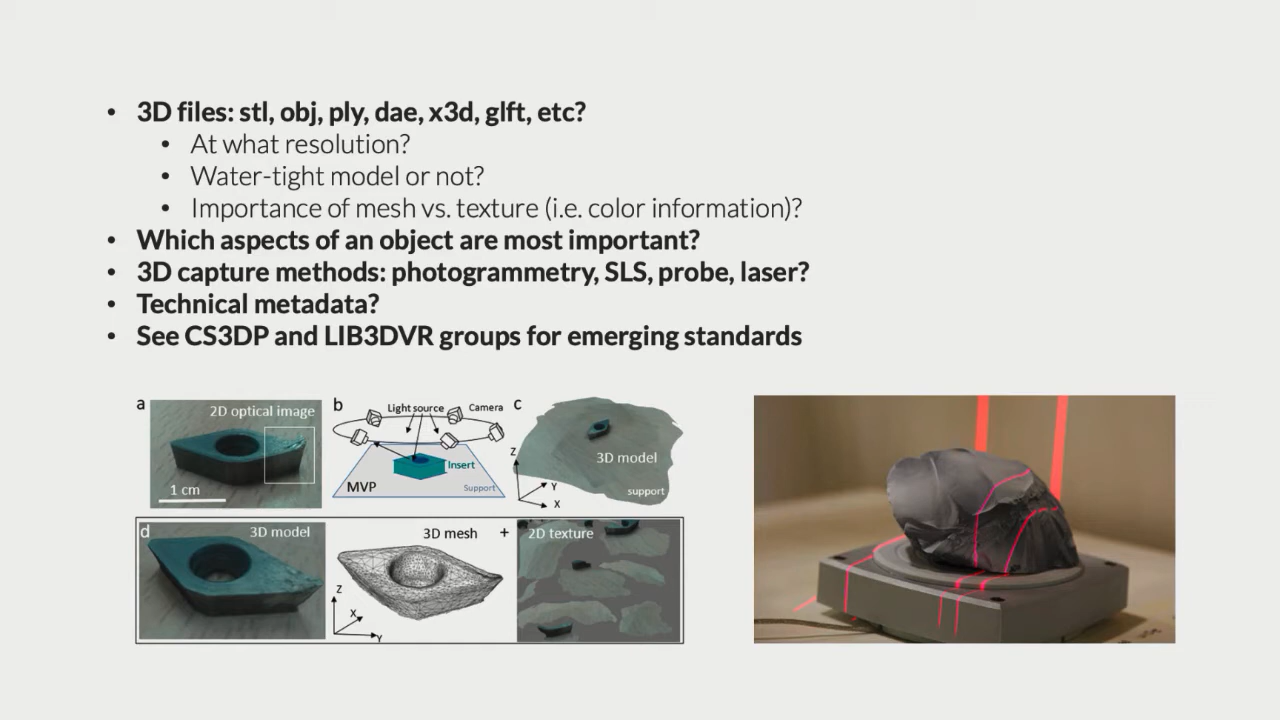 • 3D files: stl, obj, ply, dae, x3d, glft, etc?
• At what resolution?
• Water-tight model or not?
• Importance of mesh vs. texture (i.e. color information)?
• Which aspects of an object are most important?
• 3D capture methods: photogrammetry, SLS, probe, laser?
• Technical metadata?
• See CS3DP and LIB3DVR groups for emerging standards
a
2D optical image
1 cm
b
Light source
Camera
Insert
MVP
Support
c
3D model
support
Z
Y
X
d
3D model
3D mesh
+
2D texture
Z
X
Y